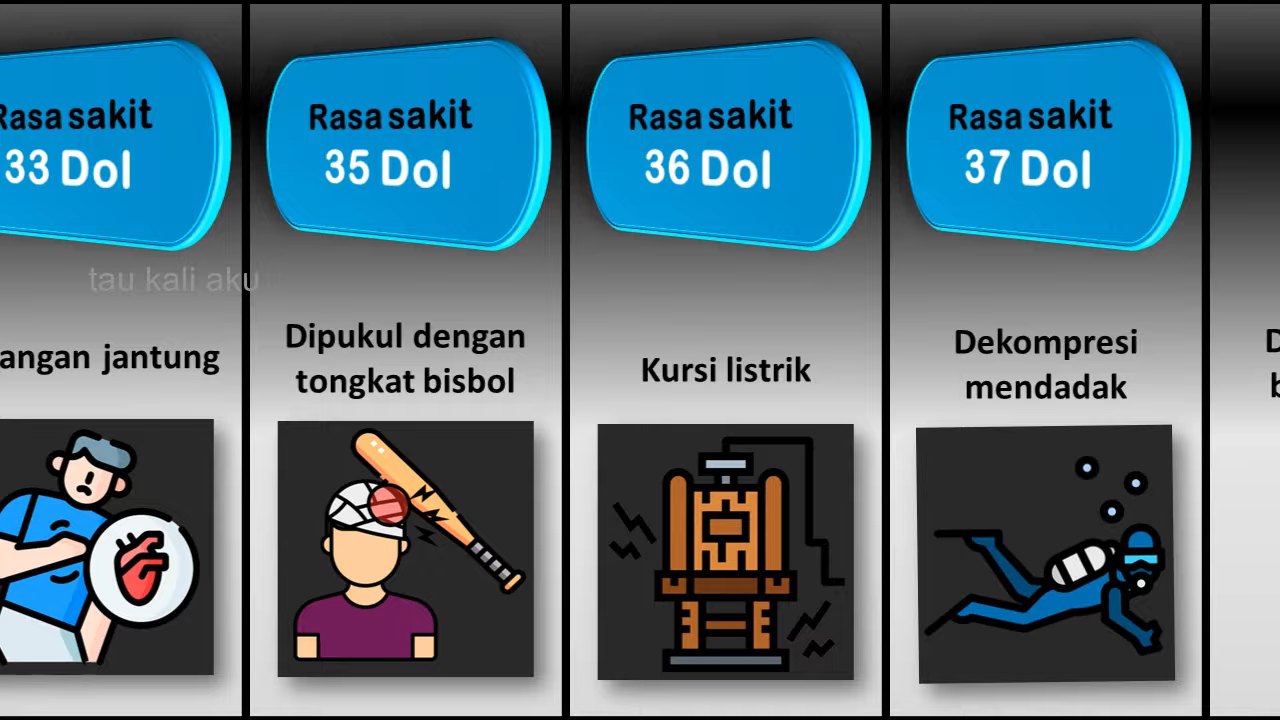 Rasa sakit
33 Dol
angan jantung
Rasa sakit
35 Dol
Dipukul dengan
tongkat bisbol
Rasa sakit
36 Dol
Kursi listrik
Rasa sakit
37 Dol
Dekompresi
mendadak
tau kali aku